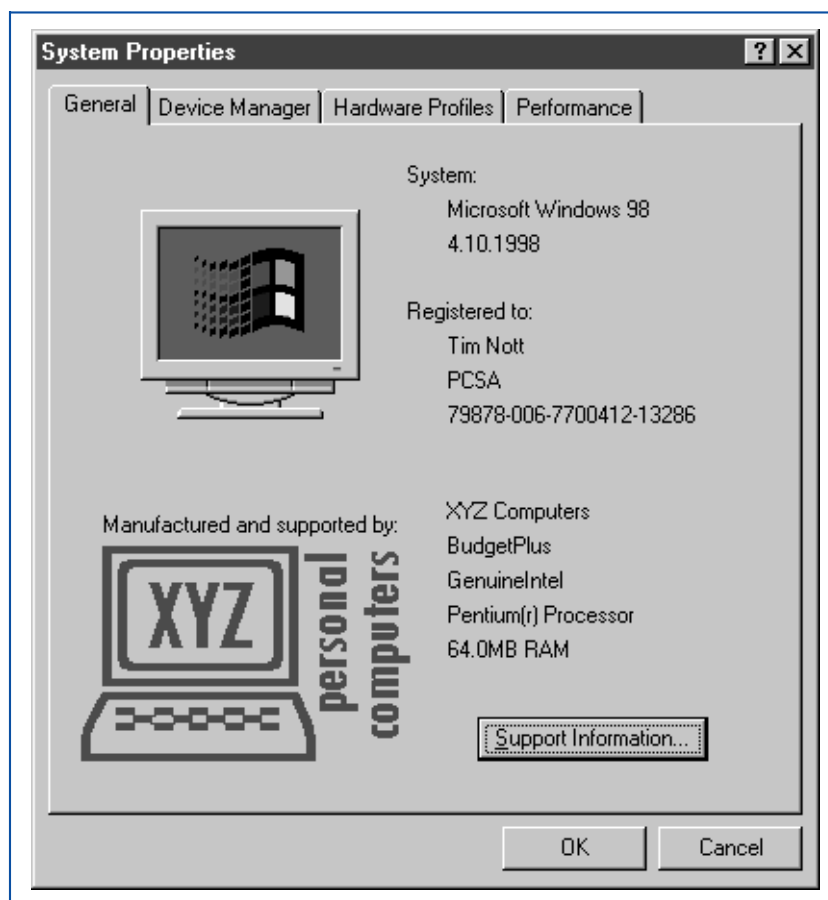 System Properties
General Device Manager Hardware Profiles Performance
System:
Microsoft Windows 98
4.10.1998
Registered to:
Tim Nott
PCSA
79878-006-7700412-13286
Manufactured and supported by:
XYZ
personal
computers
XYZ Computers
BudgetPlus
GenuineIntel
Pentium(r) Processor
64.0MB RAM
Support Information...
OK Cancel